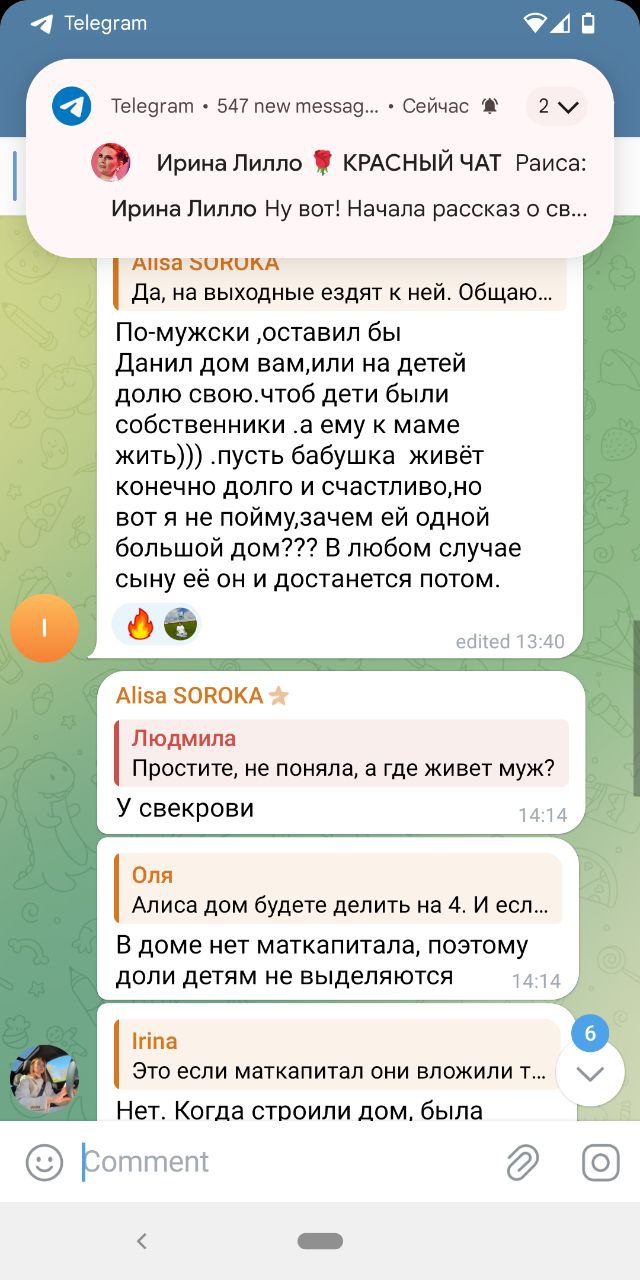 Telegram
Telegram • 547 new messag... • Сейчас
2
Ирина Лилло 🌹 КРАСНЫЙ ЧАТ Раиса:
Ирина Лилло Ну вот! Начала рассказ о св...
Alisa SOROKA
Да, на выходные ездят к ней. Общаю...
По-мужски ,оставил бы
Данил дом вам,или на детей
долю свою.чтоб дети были
собственники .а ему к маме
жить))) .пусть бабушка живёт
конечно долго и счастливо,но
вот я не пойму,зачем ей одной
большой дом??? В любом случае
сыну её он и достанется потом.
I
edited 13:40
Alisa SOROKA
Людмила
Простите, не поняла, а где живет муж?
У свекрови
14:14
Оля
Алиса дом будете делить на 4. И есл...
В доме нет маткапитала, поэтому
доли детям не выделяются
14:14
Irina
Это если маткапитал они вложили т...
6
Нет. Когда строили дом, была
Comment